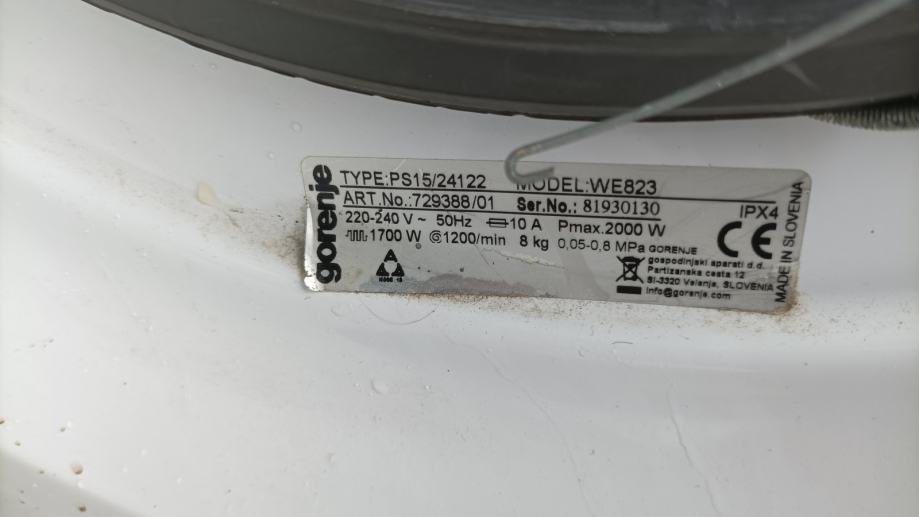 gorenje
TYPE:PS15/24122 MODEL:WE823
ART.No.:729388/01 Ser.No.: 81930130
220-240 V ~ 50Hz 10 A Pmax.2000 W IPX4
1700 W 1200/min 8 kg 0,05-0,8 MPa
GORENJE
gospodinjski aparati d.d.
Partizanska cesta 12
SI-3320 Velenje, SLOVENIA
info@gorenje.com
CE
MADE IN SLOVENIA